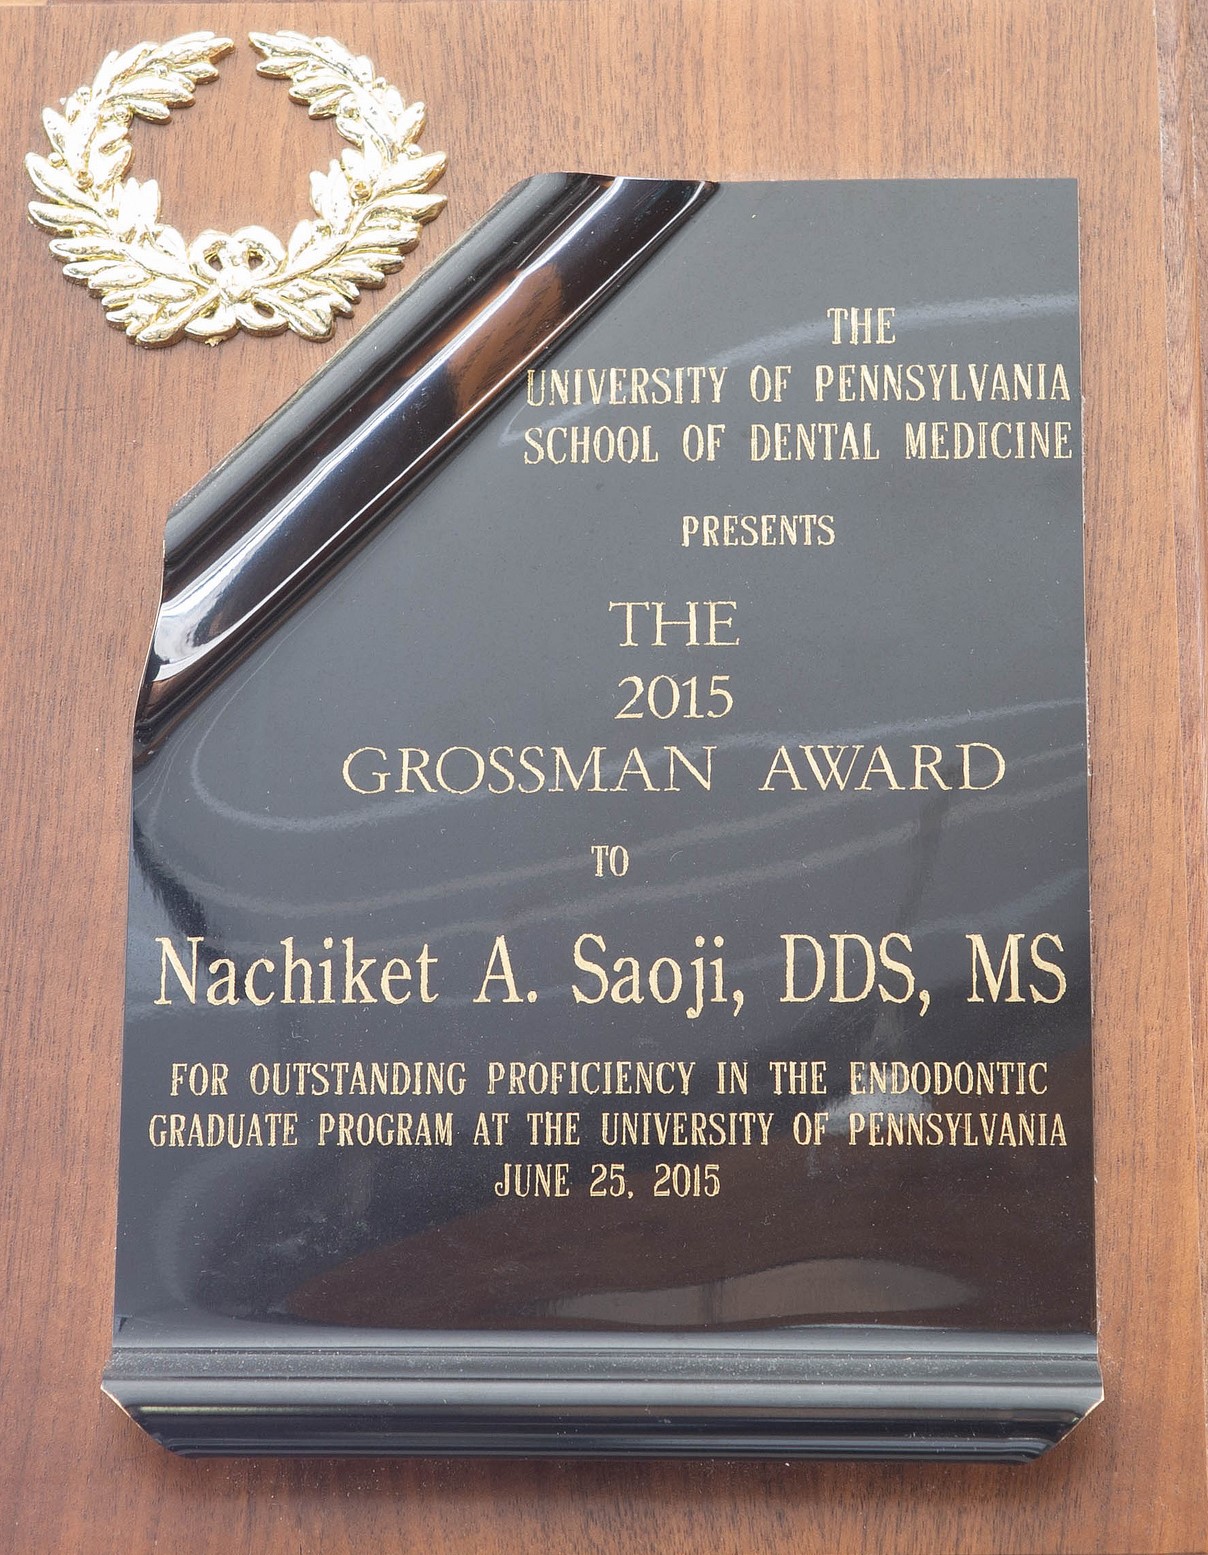 THE
UNIVERSITY OF PENNSYLVANIA
SCHOOL OF DENTAL MEDICINE
PRESENTS
THE
2015
GROSSMAN AWARD
TO
Nachiket A. Saoji, DDS, MS
FOR OUTSTANDING PROFICIENCY IN THE ENDODONTIC
GRADUATE PROGRAM AT THE UNIVERSITY OF PENNSYLVANIA
JUNE 25, 2015